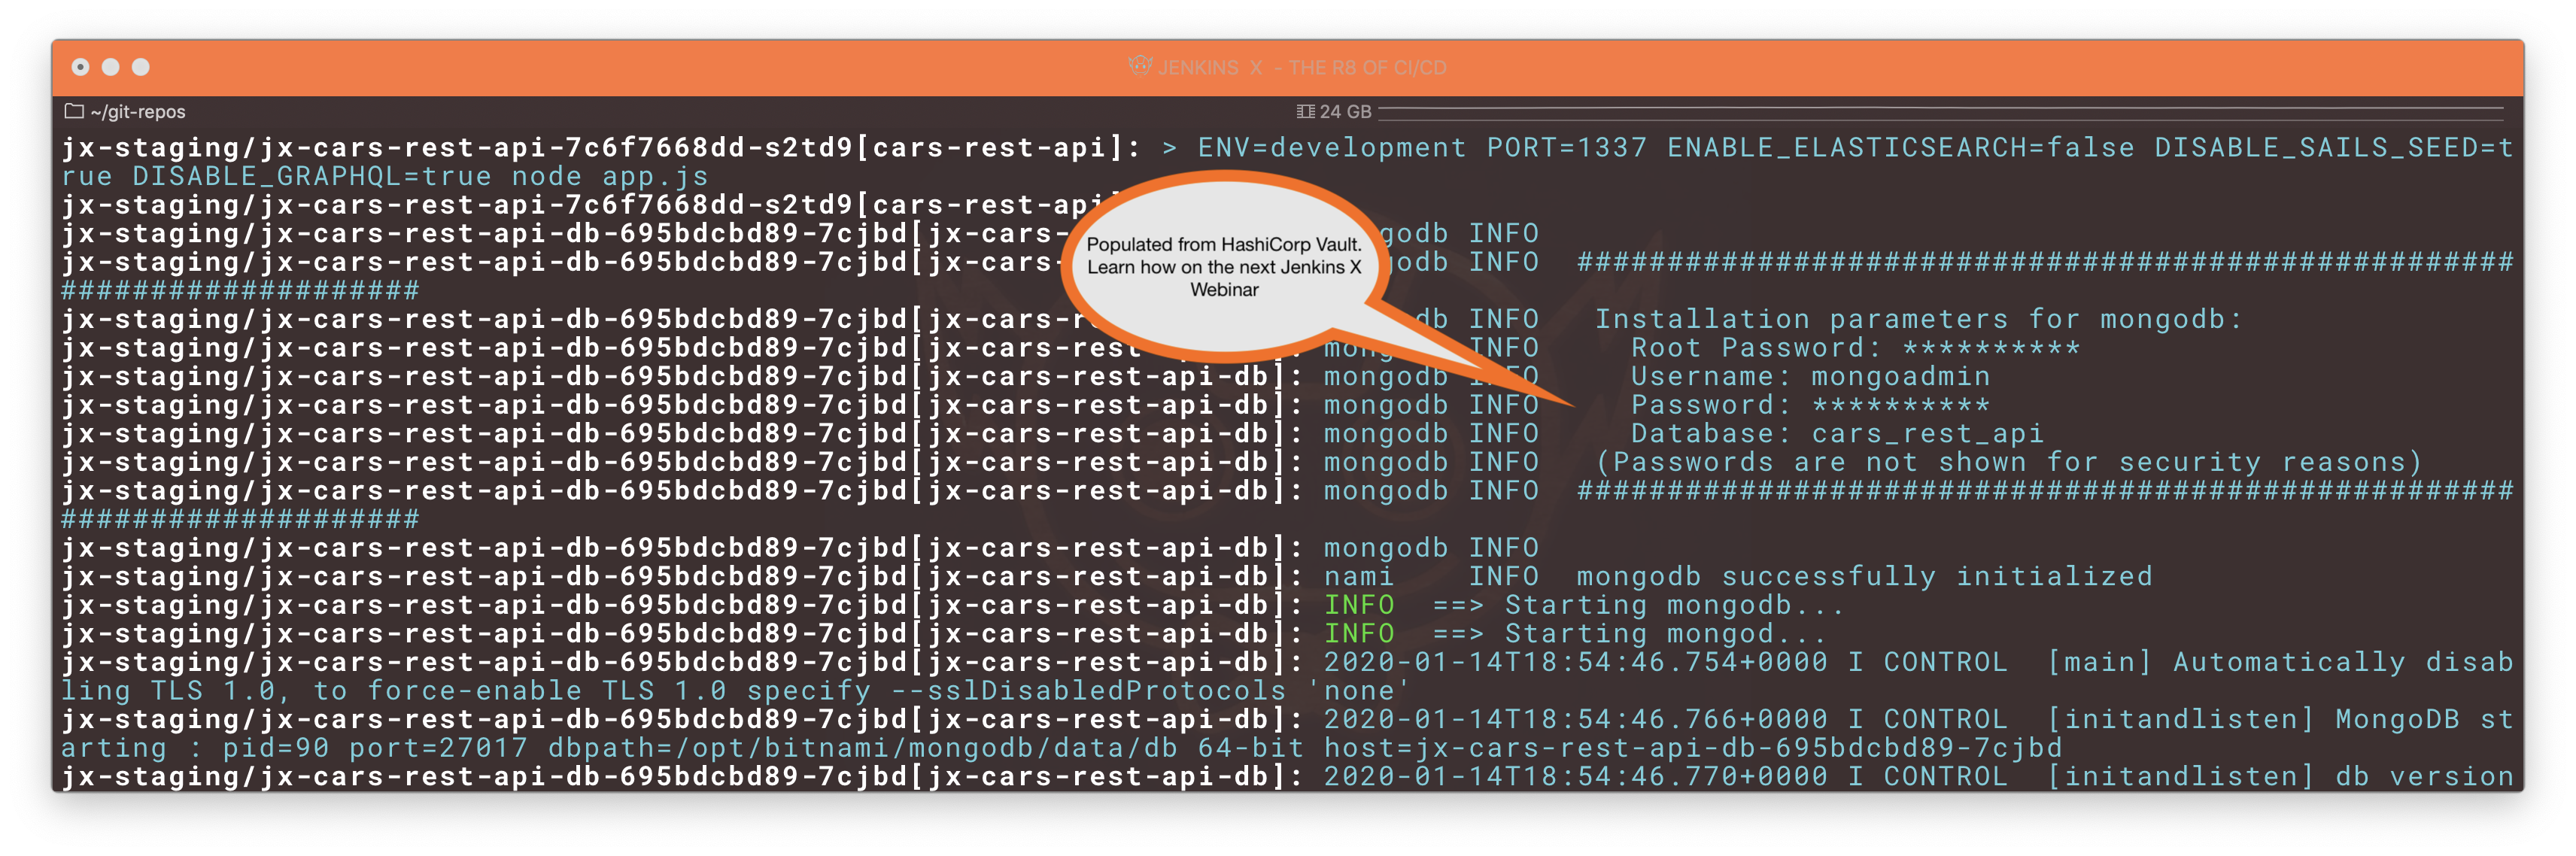 JENKINS X - THE R8 OF CI/CD
~/git-repos
24 GB
jx-staging/jx-cars-rest-api-7c6f7668dd-s2td9[cars-rest-api]: > ENV=development PORT=1337 ENABLE_ELASTICSEARCH=false DISABLE_SAILS_SEED=t
rue DISABLE_GRAPHQL=true node app.js
jx-staging/jx-cars-rest-api-7c6f7668dd-s2td9[cars-rest-api]
jx-staging/jx-cars-rest-api-db-695bdcbd89-7cjbd[jx-cars- godb INFO
jx-staging/jx-cars-rest-api-db-695bdcbd89-7cjbd[jx-cars- odb INFO  ####################################################
####################
jx-staging/jx-cars-rest-api-db-695bdcbd89-7cjbd[jx-cars-r db INFO   Installation parameters for mongodb:
jx-staging/jx-cars-rest-api-db-695bdcbd89-7cjbd[jx-cars-rest-api-db]: mong INFO     Root Password: **********
jx-staging/jx-cars-rest-api-db-695bdcbd89-7cjbd[jx-cars-rest-api-db]: mongodb INFO     Username: mongoadmin
jx-staging/jx-cars-rest-api-db-695bdcbd89-7cjbd[jx-cars-rest-api-db]: mongodb INFO     Password: **********
jx-staging/jx-cars-rest-api-db-695bdcbd89-7cjbd[jx-cars-rest-api-db]: mongodb INFO     Database: cars_rest_api
jx-staging/jx-cars-rest-api-db-695bdcbd89-7cjbd[jx-cars-rest-api-db]: mongodb INFO   (Passwords are not shown for security reasons)
jx-staging/jx-cars-rest-api-db-695bdcbd89-7cjbd[jx-cars-rest-api-db]: mongodb INFO  ####################################################
####################
jx-staging/jx-cars-rest-api-db-695bdcbd89-7cjbd[jx-cars-rest-api-db]: mongodb INFO
jx-staging/jx-cars-rest-api-db-695bdcbd89-7cjbd[jx-cars-rest-api-db]: nami    INFO  mongodb successfully initialized
jx-staging/jx-cars-rest-api-db-695bdcbd89-7cjbd[jx-cars-rest-api-db]: INFO  ==> Starting mongodb...
jx-staging/jx-cars-rest-api-db-695bdcbd89-7cjbd[jx-cars-rest-api-db]: INFO  ==> Starting mongod...
jx-staging/jx-cars-rest-api-db-695bdcbd89-7cjbd[jx-cars-rest-api-db]: 2020-01-14T18:54:46.754+0000 I CONTROL  [main] Automatically disab
ling TLS 1.0, to force-enable TLS 1.0 specify --sslDisabledProtocols 'none'
jx-staging/jx-cars-rest-api-db-695bdcbd89-7cjbd[jx-cars-rest-api-db]: 2020-01-14T18:54:46.766+0000 I CONTROL  [initandlisten] MongoDB st
arting : pid=90 port=27017 dbpath=/opt/bitnami/mongodb/data/db 64-bit host=jx-cars-rest-api-db-695bdcbd89-7cjbd
jx-staging/jx-cars-rest-api-db-695bdcbd89-7cjbd[jx-cars-rest-api-db]: 2020-01-14T18:54:46.770+0000 I CONTROL  [initandlisten] db version
Populated from HashiCorp Vault.
Learn how on the next Jenkins X
Webinar